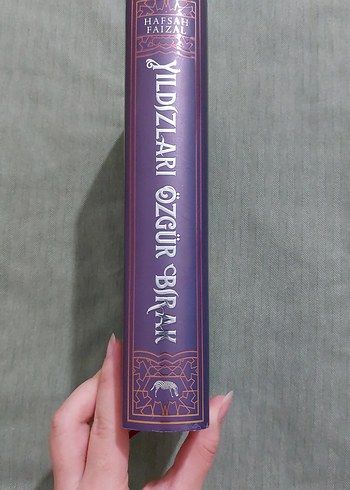 HAFSAH
FAIZAL
YILDIZLARI ÖZGÜR BIRAK